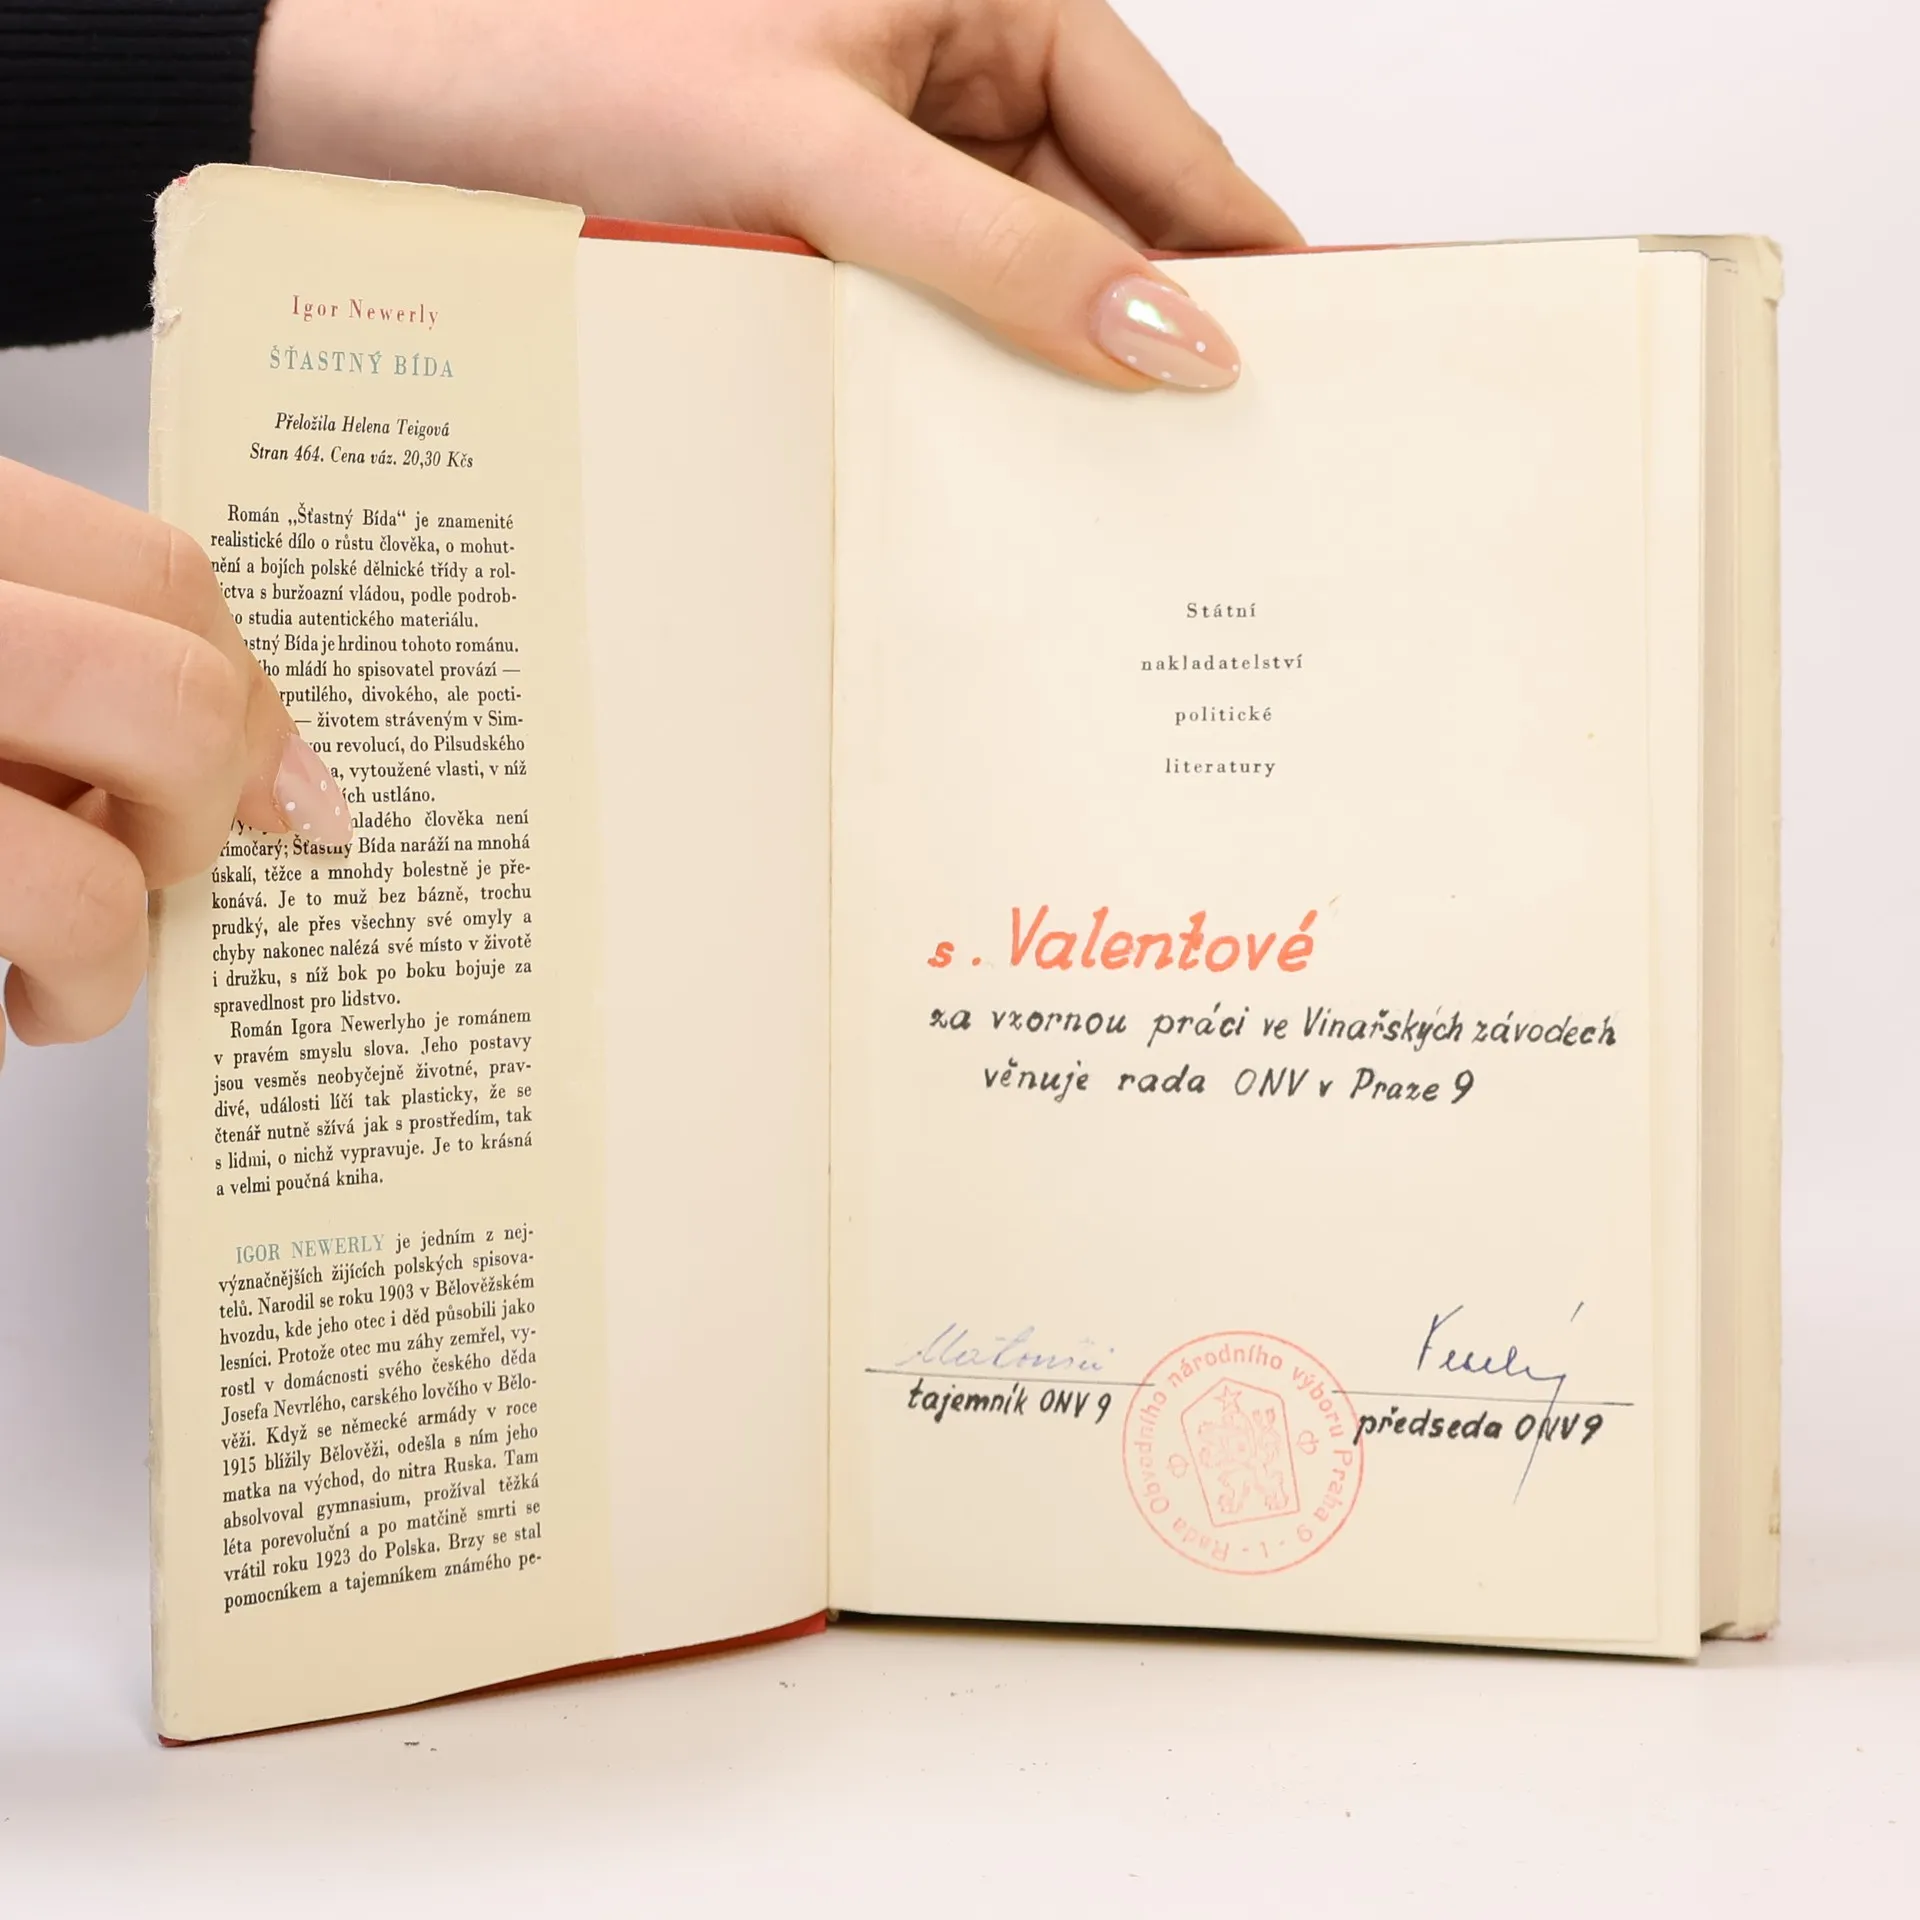 Igor Newerly
ŠŤASTNÝ BÍDA
Přeložila Helena Teigová
Stran 464. Cena váz. 20,30 Kčs
Román „Šťastný Bída“ je znamenité
realistické dílo o růstu člověka, o mohut-
nění a bojích polské dělnické třídy a rol-
ictva s buržoazní vládou, podle podrob-
o studia autentického materiálu.
astný Bída je hrdinou tohoto románu.
ho mládí ho spisovatel provází —
rputilého, divokého, ale pocti-
— životem stráveným v Sim-
vou revolucí, do Pilsudského
a, vytoužené vlasti, v níž
ích ustláno.
mladého člověka není
římočarý; Šťastný Bída naráží na mnohá
úskalí, těžce a mnohdy bolestně je pře-
konává. Je to muž bez bázně, trochu
prudký, ale přes všechny své omyly a
chyby nakonec nalézá své místo v životě
i družku, s níž bok po boku bojuje za
spravedlnost pro lidstvo.
Román Igora Newerlyho je románem
v pravém smyslu slova. Jeho postavy
jsou vesměs neobyčejně životné, prav-
divé, události líčí tak plasticky, že se
čtenář nutně sžívá jak s prostředím, tak
s lidmi, o nichž vypravuje. Je to krásná
a velmi poučná kniha.
IGOR NEWERLY je jedním z nej-
význačnějších žijících polských spisova-
telů. Narodil se roku 1903 v Bělověžském
hvozdu, kde jeho otec i děd působili jako
lesníci. Protože otec mu záhy zemřel, vy-
rostl v domácnosti svého českého děda
Josefa Nevrlého, carského lovčího v Bělo-
věži. Když se německé armády v roce
1915 blížily Bělověži, odešla s ním jeho
matka na východ, do nitra Ruska. Tam
absolvoval gymnasium, prožíval těžká
léta porevoluční a po matčině smrti se
vrátil roku 1923 do Polska. Brzy se stal
pomocníkem a tajemníkem známého pe-
Státní
nakladatelství
politické
literatury
s. Valentové
za vzornou práci ve Vinařských závodech
věnuje rada ONV v Praze 9
Veselý
tajemník ONV 9
předseda ONV 9
Rada Obvodního národního výboru Praha 9 - 1 -